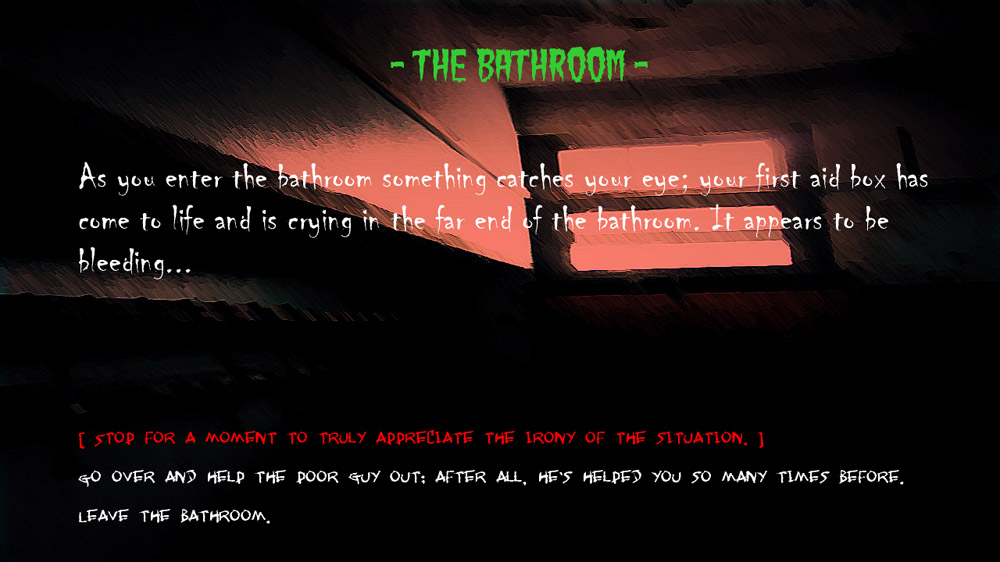 - THE BATHROOM -
As you enter the bathroom something catches your eye; your first aid box has
come to life and is crying in the far end of the bathroom. It appears to be
bleeding...
[ STOP FOR A MOMENT TO TRULY APPRECIATE THE IRONY OF THE SITUATION. ]
GO OVER AND HELP THE POOR GUY OUT; AFTER ALL, HE'S HELPED YOU SO MANY TIMES BEFORE.
LEAVE THE BATHROOM.